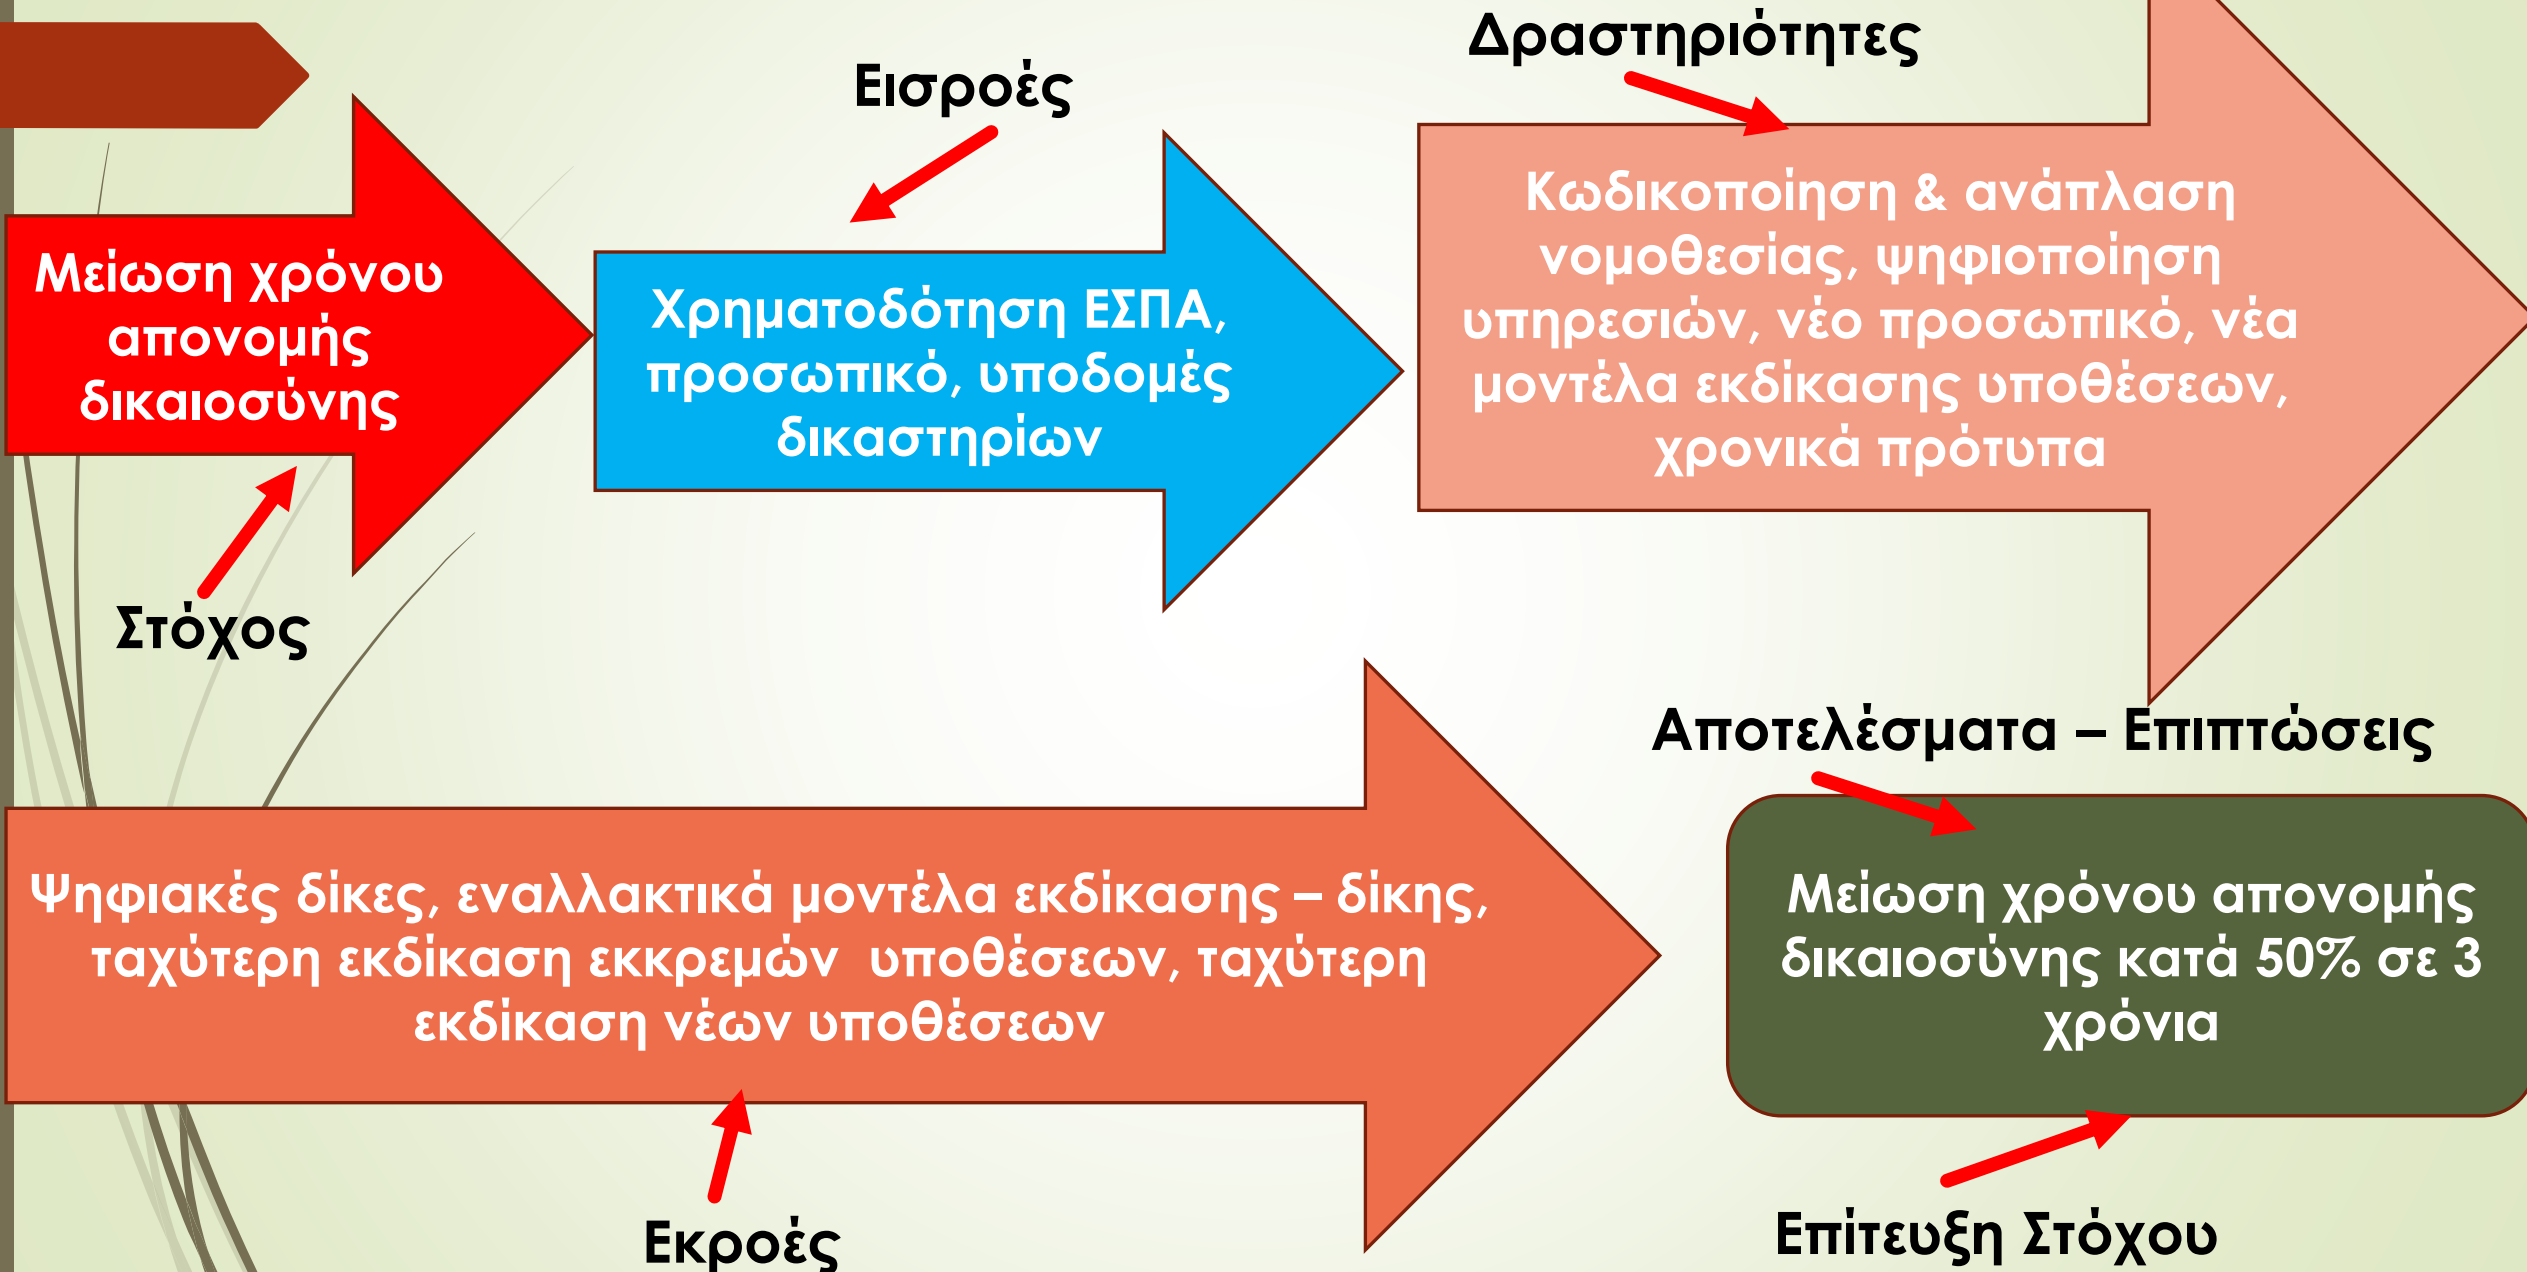 Δραστηριότητες
Εισροές
Μείωση χρόνου
απονομής
δικαιοσύνης
Στόχος
Χρηματοδότηση ΕΣΠΑ,
προσωπικό, υποδομές
δικαστηρίων
Κωδικοποίηση & ανάπλαση
νομοθεσίας, ψηφιοποίηση
υπηρεσιών, νέο προσωπικό, νέα
μοντέλα εκδίκασης υποθέσεων,
χρονικά πρότυπα
Ψηφιακές δίκες, εναλλακτικά μοντέλα εκδίκασης – δίκης,
ταχύτερη εκδίκαση εκκρεμών  υποθέσεων, ταχύτερη
εκδίκαση νέων υποθέσεων
Εκροές
Αποτελέσματα – Επιπτώσεις
Μείωση χρόνου απονομής
δικαιοσύνης κατά 50% σε 3
χρόνια
Επίτευξη Στόχου